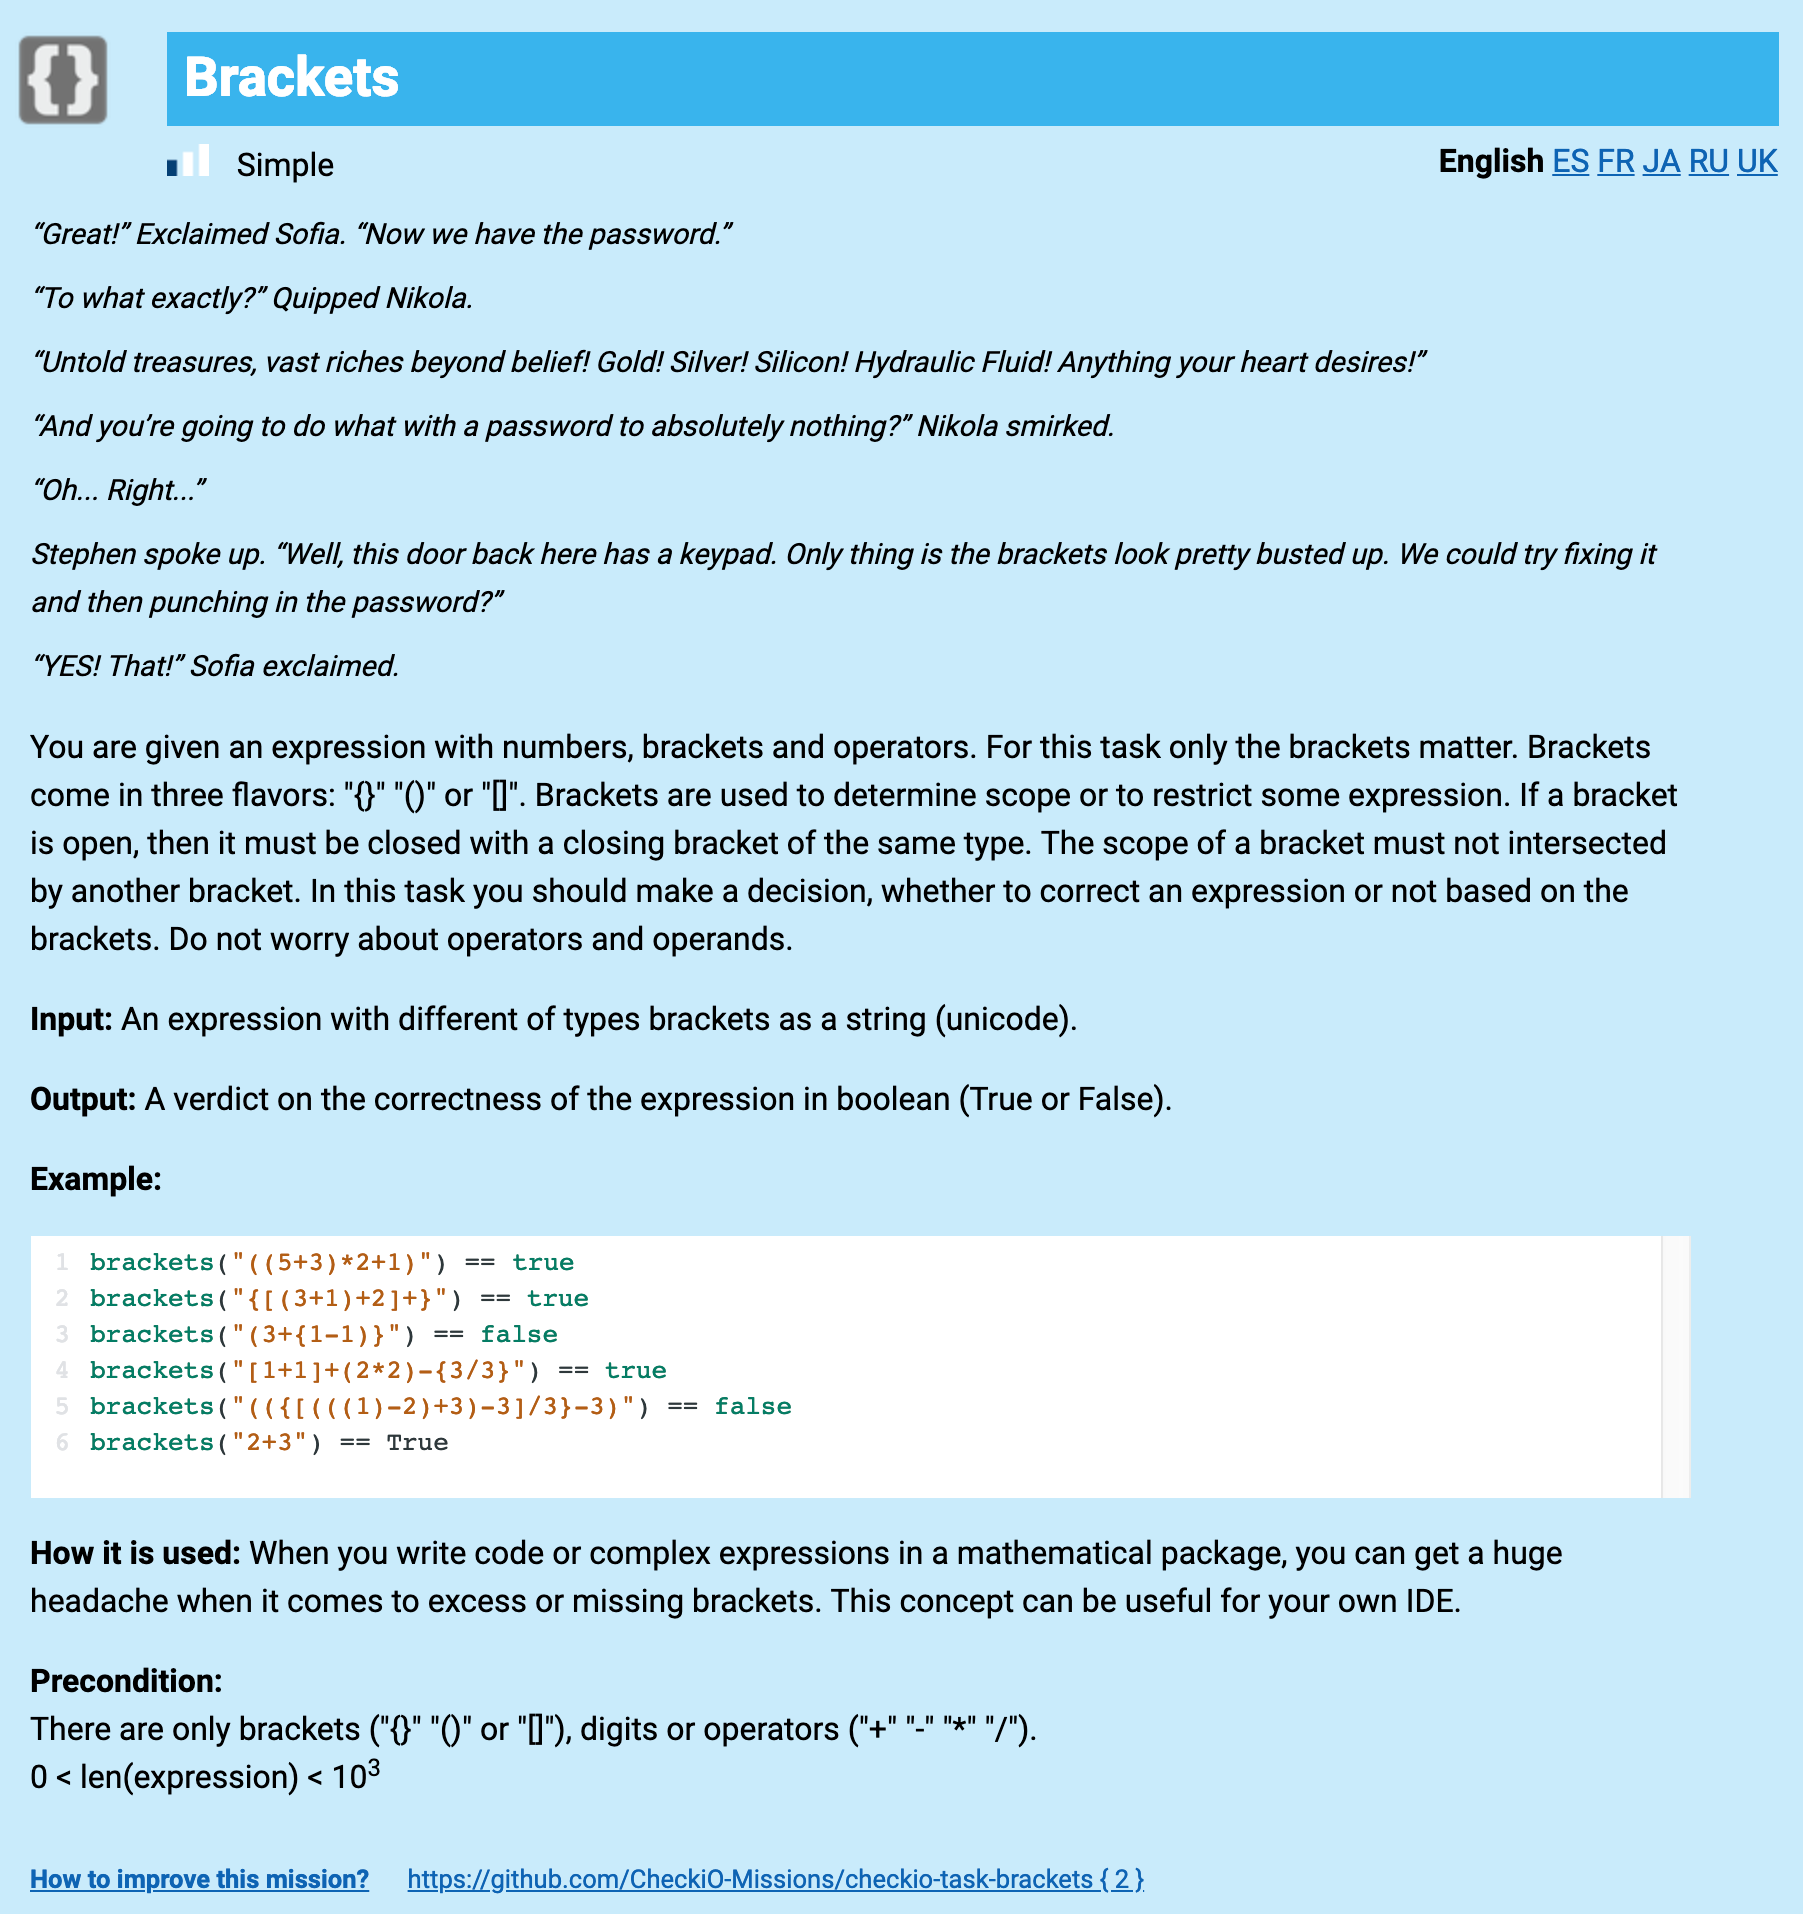 {}
Brackets
Simple
English ES FR JA RU UK
“Great!” Exclaimed Sofia. “Now we have the password.”
“To what exactly?” Quipped Nikola.
“Untold treasures, vast riches beyond belief! Gold! Silver! Silicon! Hydraulic Fluid! Anything your heart desires!”
“And you’re going to do what with a password to absolutely nothing?” Nikola smirked.
“Oh... Right...”
Stephen spoke up. “Well, this door back here has a keypad. Only thing is the brackets look pretty busted up. We could try fixing it
and then punching in the password?”
“YES! That!” Sofia exclaimed.
You are given an expression with numbers, brackets and operators. For this task only the brackets matter. Brackets
come in three flavors: "{}" "()" or "[]". Brackets are used to determine scope or to restrict some expression. If a bracket
is open, then it must be closed with a closing bracket of the same type. The scope of a bracket must not intersected
by another bracket. In this task you should make a decision, whether to correct an expression or not based on the
brackets. Do not worry about operators and operands.
Input: An expression with different of types brackets as a string (unicode).
Output: A verdict on the correctness of the expression in boolean (True or False).
Example:
1 brackets("((5+3)*2+1)") == true
2 brackets("{[(3+1)+2]+}") == true
3 brackets("(3+{1-1)}") == false
4 brackets("[1+1]+(2*2)-{3/3}") == true
5 brackets("(({[(((1)-2)+3)-3]/3}-3)") == false
6 brackets("2+3") == True
How it is used: When you write code or complex expressions in a mathematical package, you can get a huge
headache when it comes to excess or missing brackets. This concept can be useful for your own IDE.
Precondition:
There are only brackets ("{}" "()" or "[]"), digits or operators ("+" "-" "*" "/").
0 < len(expression) < 10³
How to improve this mission? https://github.com/CheckiO-Missions/checkio-task-brackets { 2 }